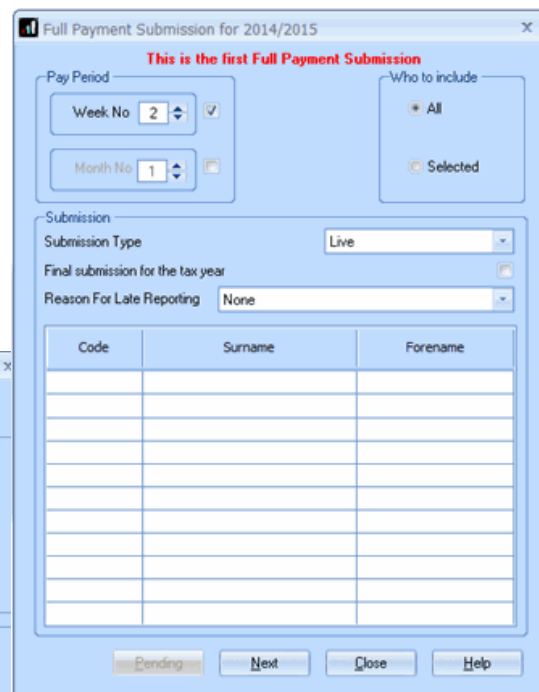 Full Payment Submission for 2014/2015
This is the first Full Payment Submission
Pay Period
Who to include
Week No 2
All
Month No 1
Selected
Submission
Submission Type Live
Final submission for the tax year
Reason For Late Reporting None
Code Surname Forename
Pending Next Close Help